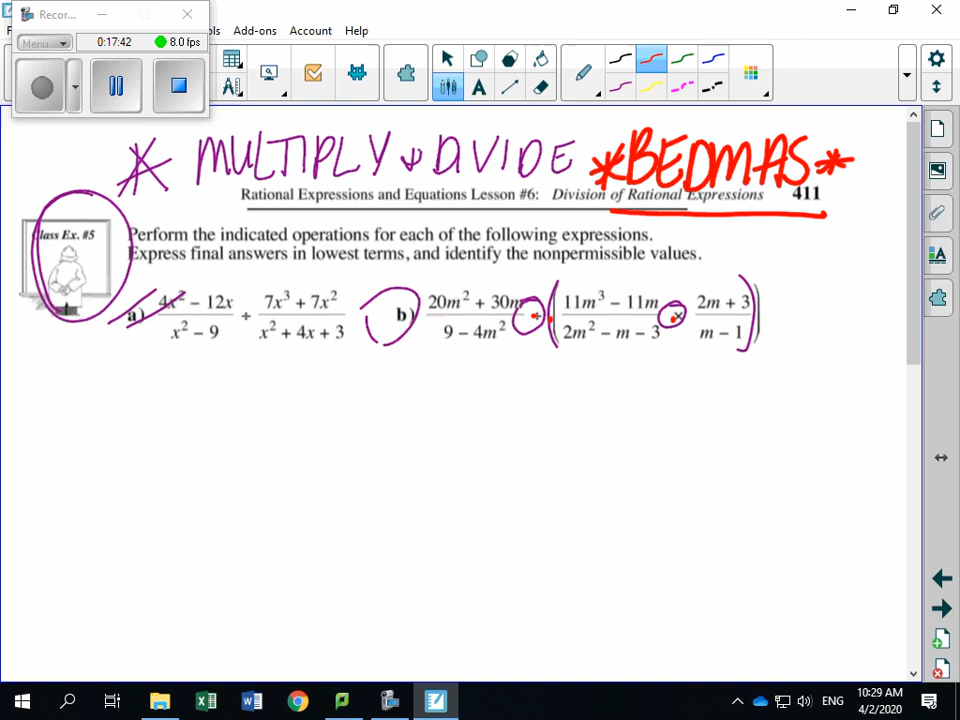 Recor...
Menu
0:17:42
8.0 fps
ols Add-ons Account Help
* MULTIPLY & DIVIDE *BEDMAS*
Rational Expressions and Equations Lesson #6: Division of Rational Expressions 411
Class Ex. #5
Perform the indicated operations for each of the following expressions.
Express final answers in lowest terms, and identify the nonpermissible values.
a) (4x² − 12x)/(x² − 9) ÷ (7x³ + 7x²)/(x² + 4x + 3) b) (20m² + 30m)/(9 − 4m²) ÷ ((11m³ − 11m)/(2m² − m − 3) × (2m + 3)/(m − 1))
ENG
10:29 AM
4/2/2020